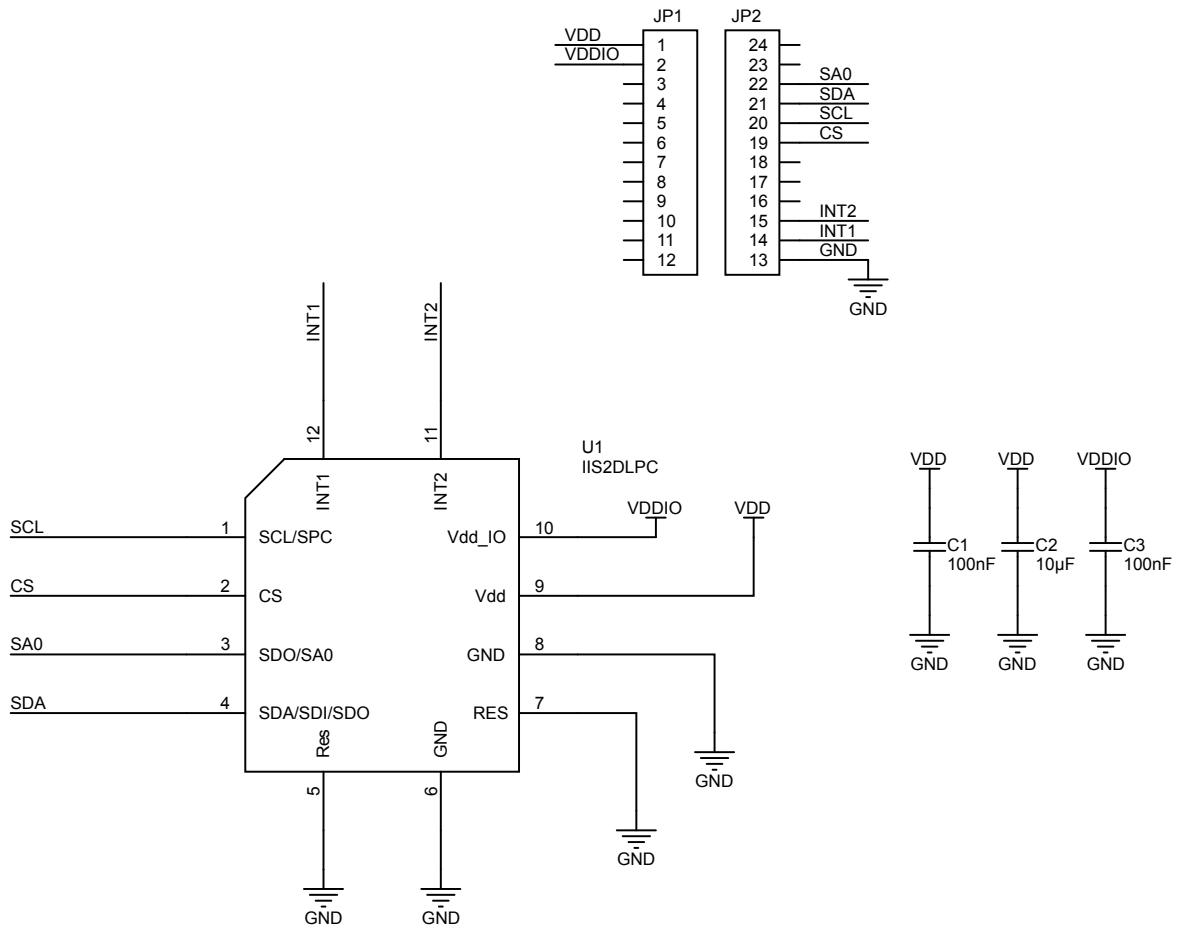 JP1 JP2
VDD 1 24
VDDIO 2 23
3 22 SA0
4 21 SDA
5 20 SCL
6 19 CS
7 18
8 17
9 16
10 15 INT2
11 14 INT1
12 13 GND
GND
INT1 INT2
12 11
U1
IIS2DLPC
INT1 INT2
VDDIO VDD
SCL 1 SCL/SPC Vdd_IO 10
CS 2 CS Vdd 9
SA0 3 SDO/SA0 GND 8
SDA 4 SDA/SDI/SDO RES 7
Res GND
5 6
GND
GND
GND GND
VDD VDD VDDIO
C1 C2 C3
100nF 10µF 100nF
GND GND GND